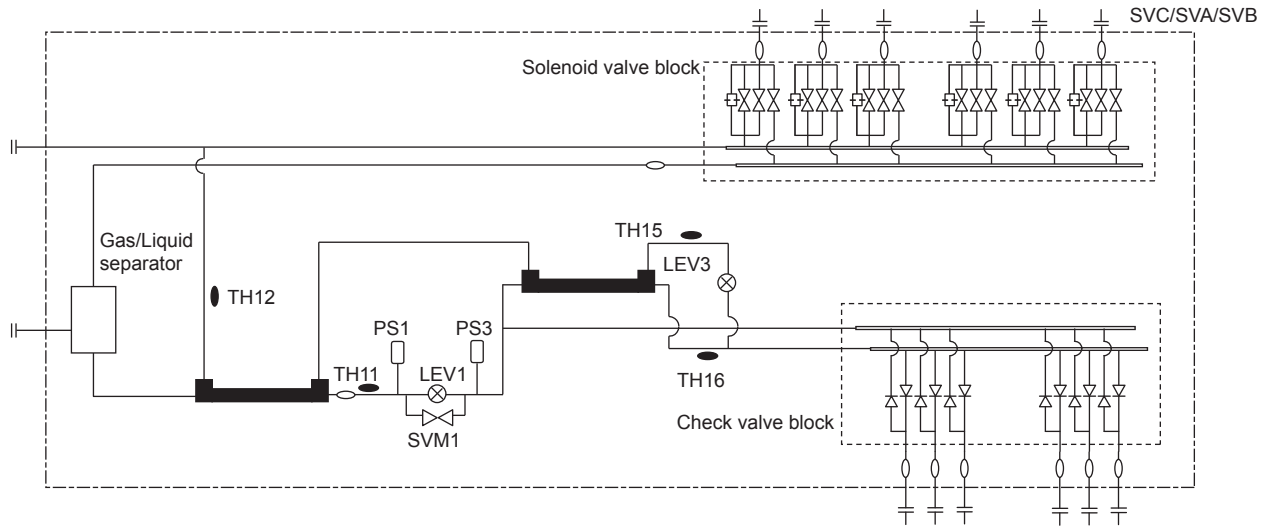 SVC/SVA/SVB
Solenoid valve block
Gas/Liquid
separator
TH15
LEV3
TH12
PS1
PS3
TH11
LEV1
TH16
SVM1
Check valve block